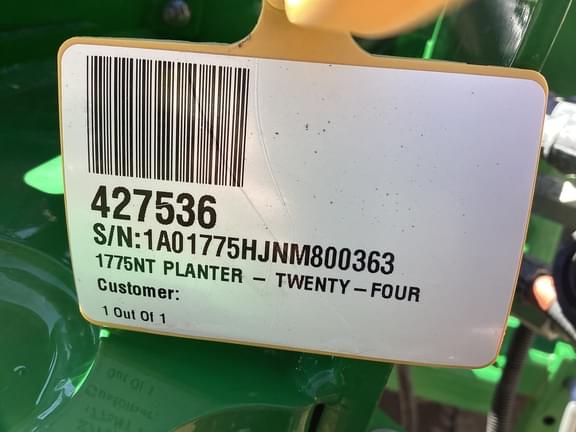 427536
S/N:1A01775HJNM800363
1775NT PLANTER – TWENTY–FOUR
Customer:
1 Out Of 1